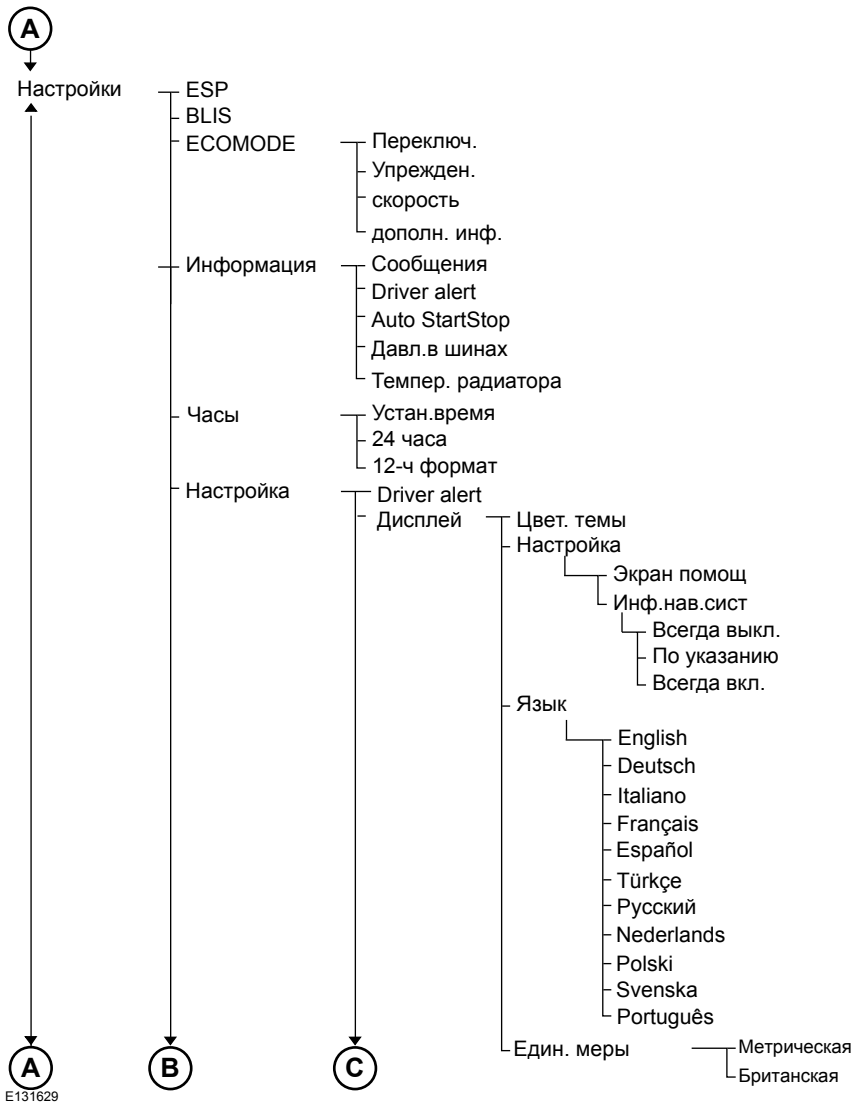 A
Настройки
ESP
BLIS
ECOMODE
Переключ.
Упрежден.
скорость
дополн. инф.
Информация
Сообщения
Driver alert
Auto StartStop
Давл.в шинах
Темпер. радиатора
Часы
Устан.время
24 часа
12-ч формат
Настройка
Driver alert
Дисплей
Цвет. темы
Настройка
Экран помощ
Инф.нав.сист
Всегда выкл.
По указанию
Всегда вкл.
Язык
English
Deutsch
Italiano
Français
Español
Türkçe
Русский
Nederlands
Polski
Svenska
Português
Един. меры
Метрическая
Британская
A
B
C
E131629